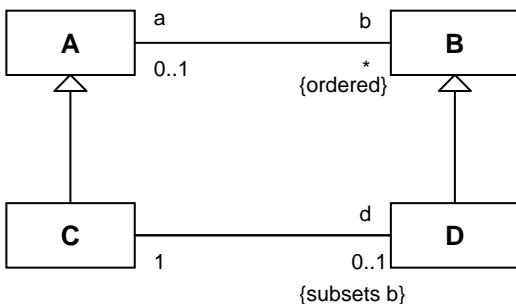 a b
A B
0..1 *
{ordered}
d
C D
1 0..1
{subsets b}